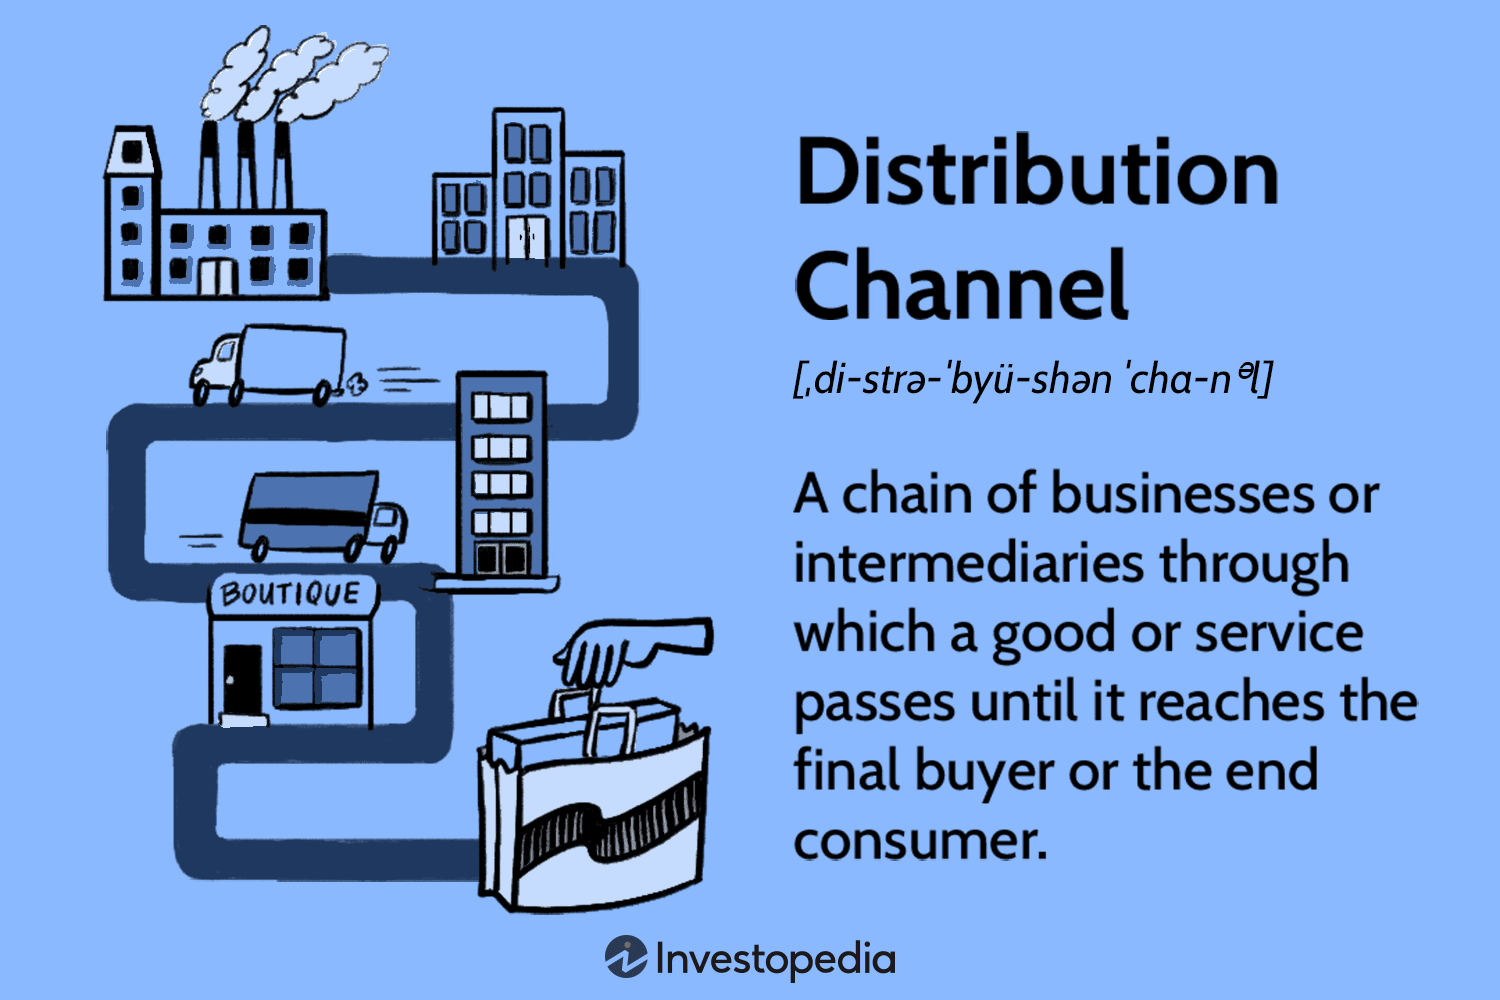 Distribution
Channel
[ˌdi-strə-ˈbyü-shən ˈcha-nᵊl]
A chain of businesses or
intermediaries through
which a good or service
passes until it reaches the
final buyer or the end
consumer.
BOUTIQUE
Investopedia